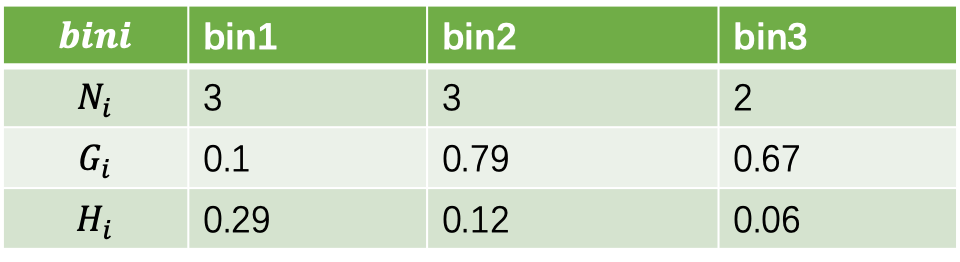 bini bin1 bin2 bin3
Nᵢ 3 3 2
Gᵢ 0.1 0.79 0.67
Hᵢ 0.29 0.12 0.06